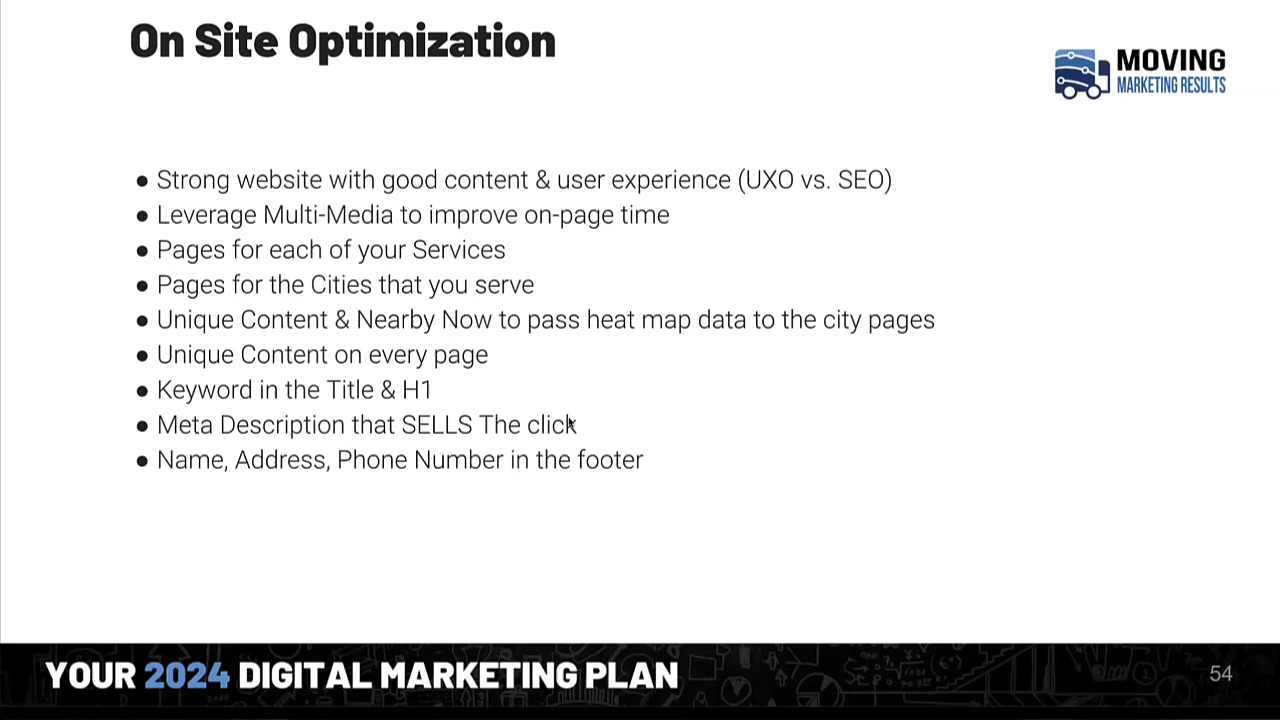 On Site Optimization
MOVING
MARKETING RESULTS
● Strong website with good content & user experience (UXO vs. SEO)
● Leverage Multi-Media to improve on-page time
● Pages for each of your Services
● Pages for the Cities that you serve
● Unique Content & Nearby Now to pass heat map data to the city pages
● Unique Content on every page
● Keyword in the Title & H1
● Meta Description that SELLS The click
● Name, Address, Phone Number in the footer
YOUR 2024 DIGITAL MARKETING PLAN
54